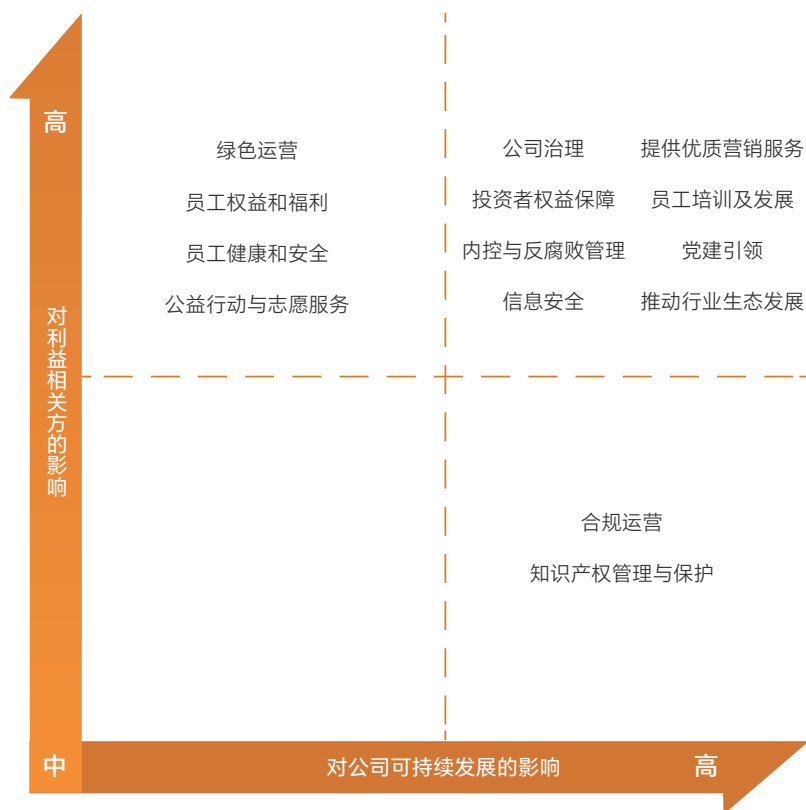 高
对利益相关方的影响
绿色运营
员工权益和福利
员工健康和安全
公益行动与志愿服务
公司治理
提供优质营销服务
投资者权益保障
员工培训及发展
内控与反腐败管理
党建引领
信息安全
推动行业生态发展
合规运营
知识产权管理与保护
中
对公司可持续发展的影响
高